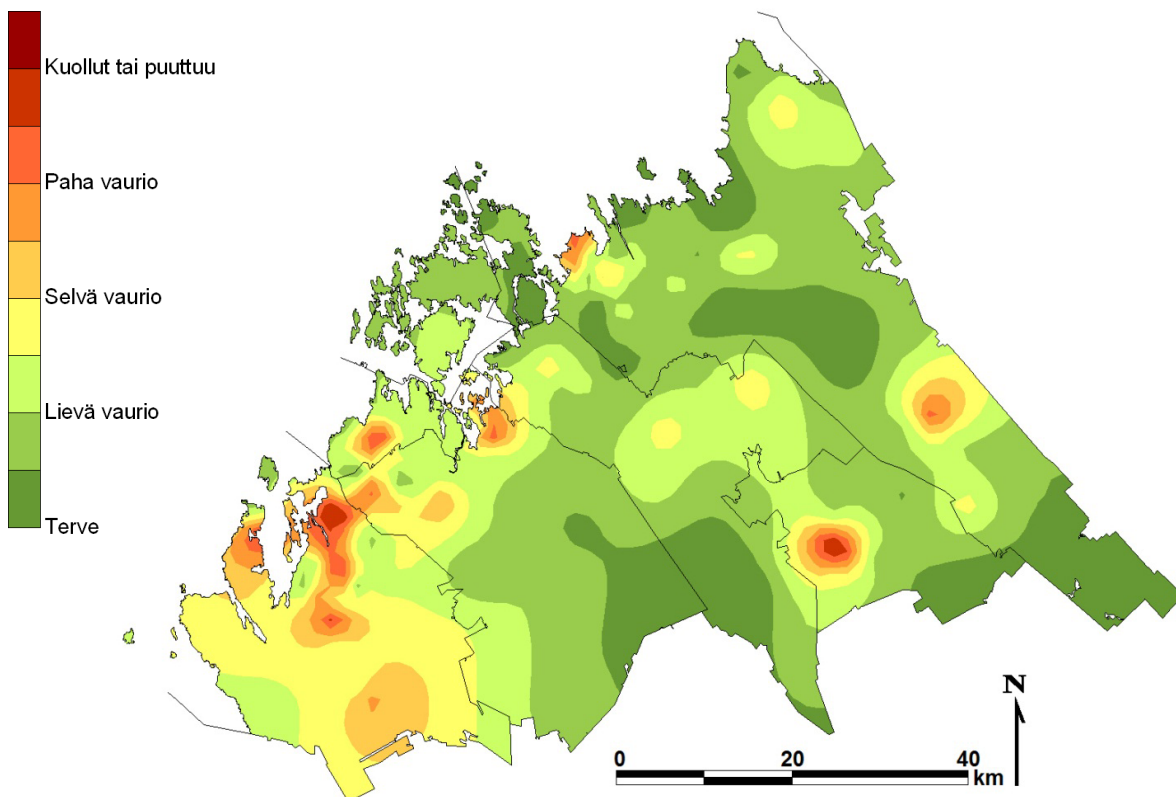 Kuollut tai puuttuu
Paha vaurio
Selvä vaurio
Lievä vaurio
Terve
N
0 20 40
km